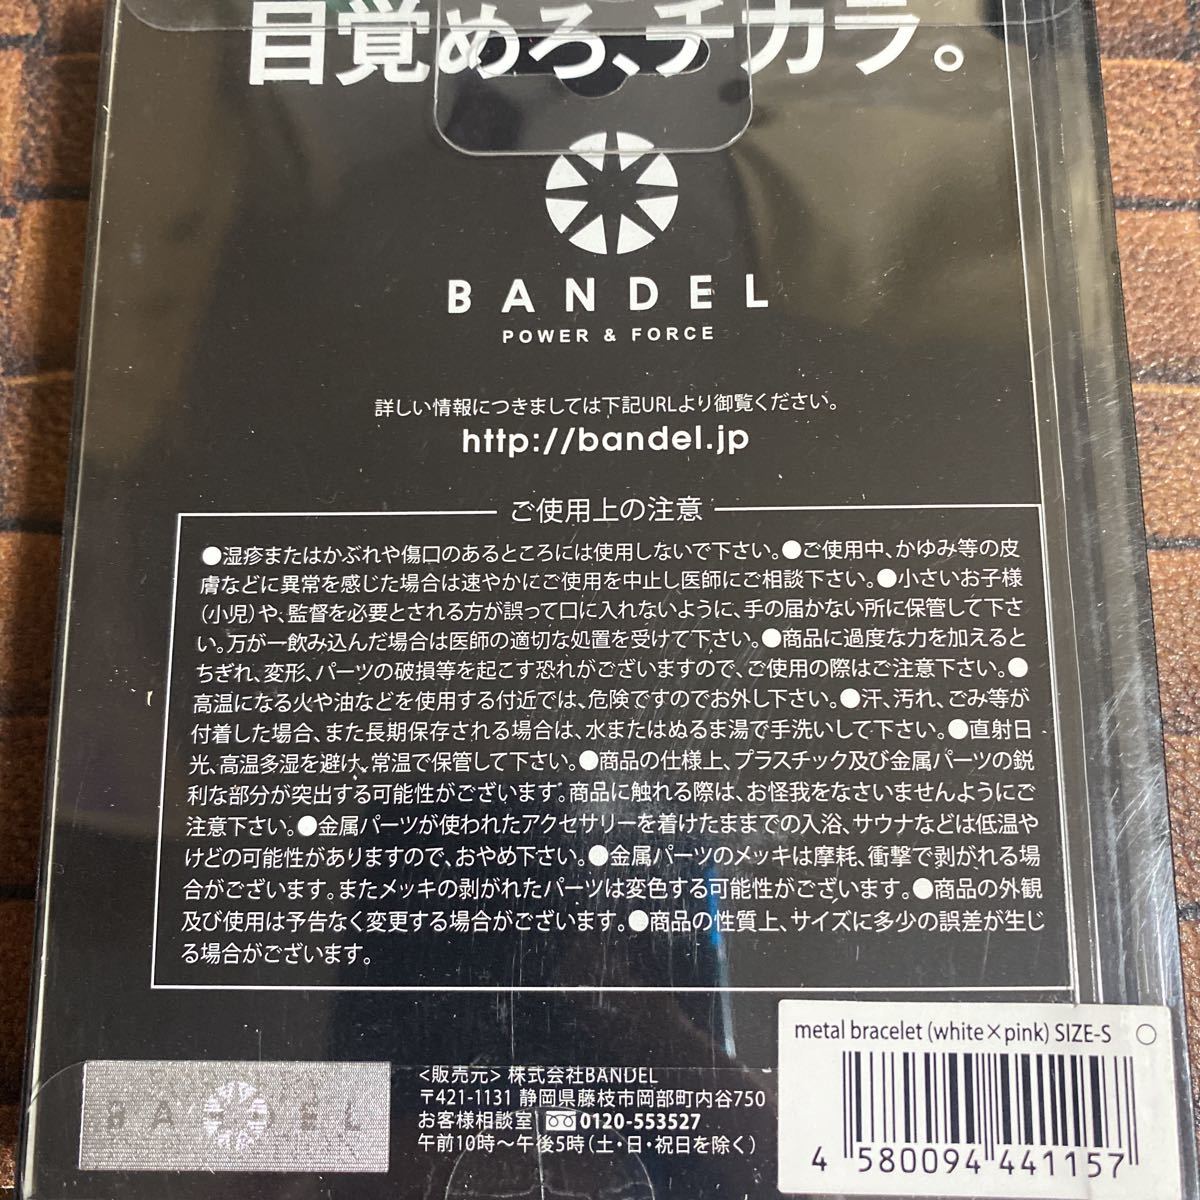 目覚めろ、チカラ。
BANDEL
POWER & FORCE
詳しい情報につきましては下記URLより御覧ください。
http://bandel.jp
ご使用上の注意
●湿疹またはかぶれや傷口のあるところには使用しないで下さい。●ご使用中、かゆみ等の皮
膚などに異常を感じた場合は速やかにご使用を中止し医師にご相談下さい。●小さいお子様
(小児)や、監督を必要とされる方が誤って口に入れないように、手の届かない所に保管して下さ
い。万が一飲み込んだ場合は医師の適切な処置を受けて下さい。●商品に過度な力を加えると
ちぎれ、変形、パーツの破損等を起こす恐れがございますので、ご使用の際はご注意下さい。●
高温になる火や油などを使用する付近では、危険ですのでお外し下さい。●汗、汚れ、ごみ等が
付着した場合、また長期保存される場合は、水またはぬるま湯で手洗いして下さい。●直射日
光、高温多湿を避け、常温で保管して下さい。●商品の仕様上、プラスチック及び金属パーツの鋭
利な部分が突出する可能性がございます。商品に触れる際は、お怪我をなさいませんようにご
注意下さい。●金属パーツが使われたアクセサリーを着けたままでの入浴、サウナなどは低温や
けどの可能性がありますので、おやめ下さい。●金属パーツのメッキは摩耗、衝撃で剥がれる場
合がございます。またメッキの剥がれたパーツは変色する可能性がございます。●商品の外観
及び使用は予告なく変更する場合がございます。●商品の性質上、サイズに多少の誤差が生じ
る場合がございます。
BANDEL
<販売元> 株式会社BANDEL
〒421-1131 静岡県藤枝市岡部町内谷750
お客様相談室 0120-553527
午前10時〜午後5時(土・日・祝日を除く)
metal bracelet (white×pink) SIZE-S
4 580094 441157